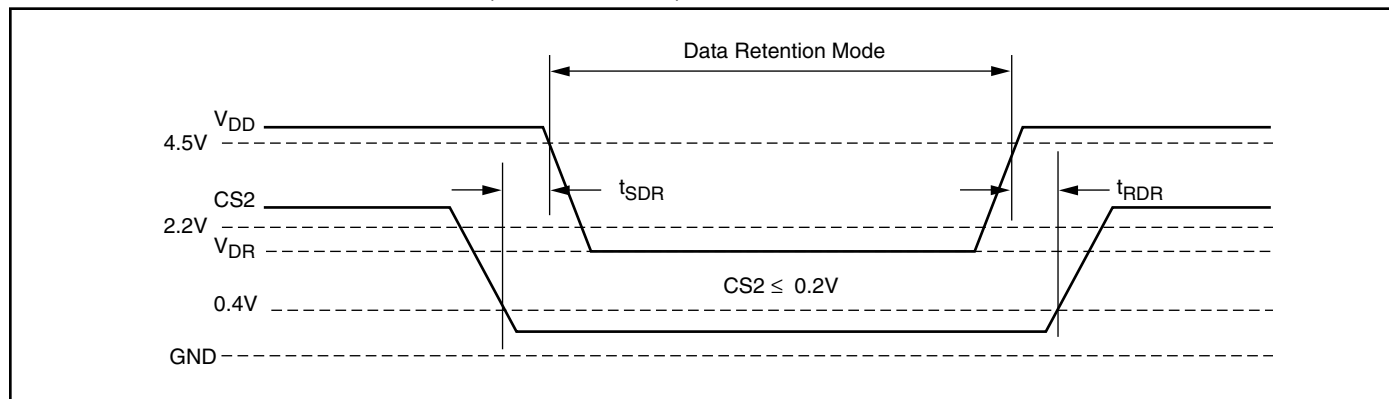 Data Retention Mode
VDD
4.5V
tSDR
tRDR
CS2
2.2V
VDR
CS2 ≤ 0.2V
0.4V
GND